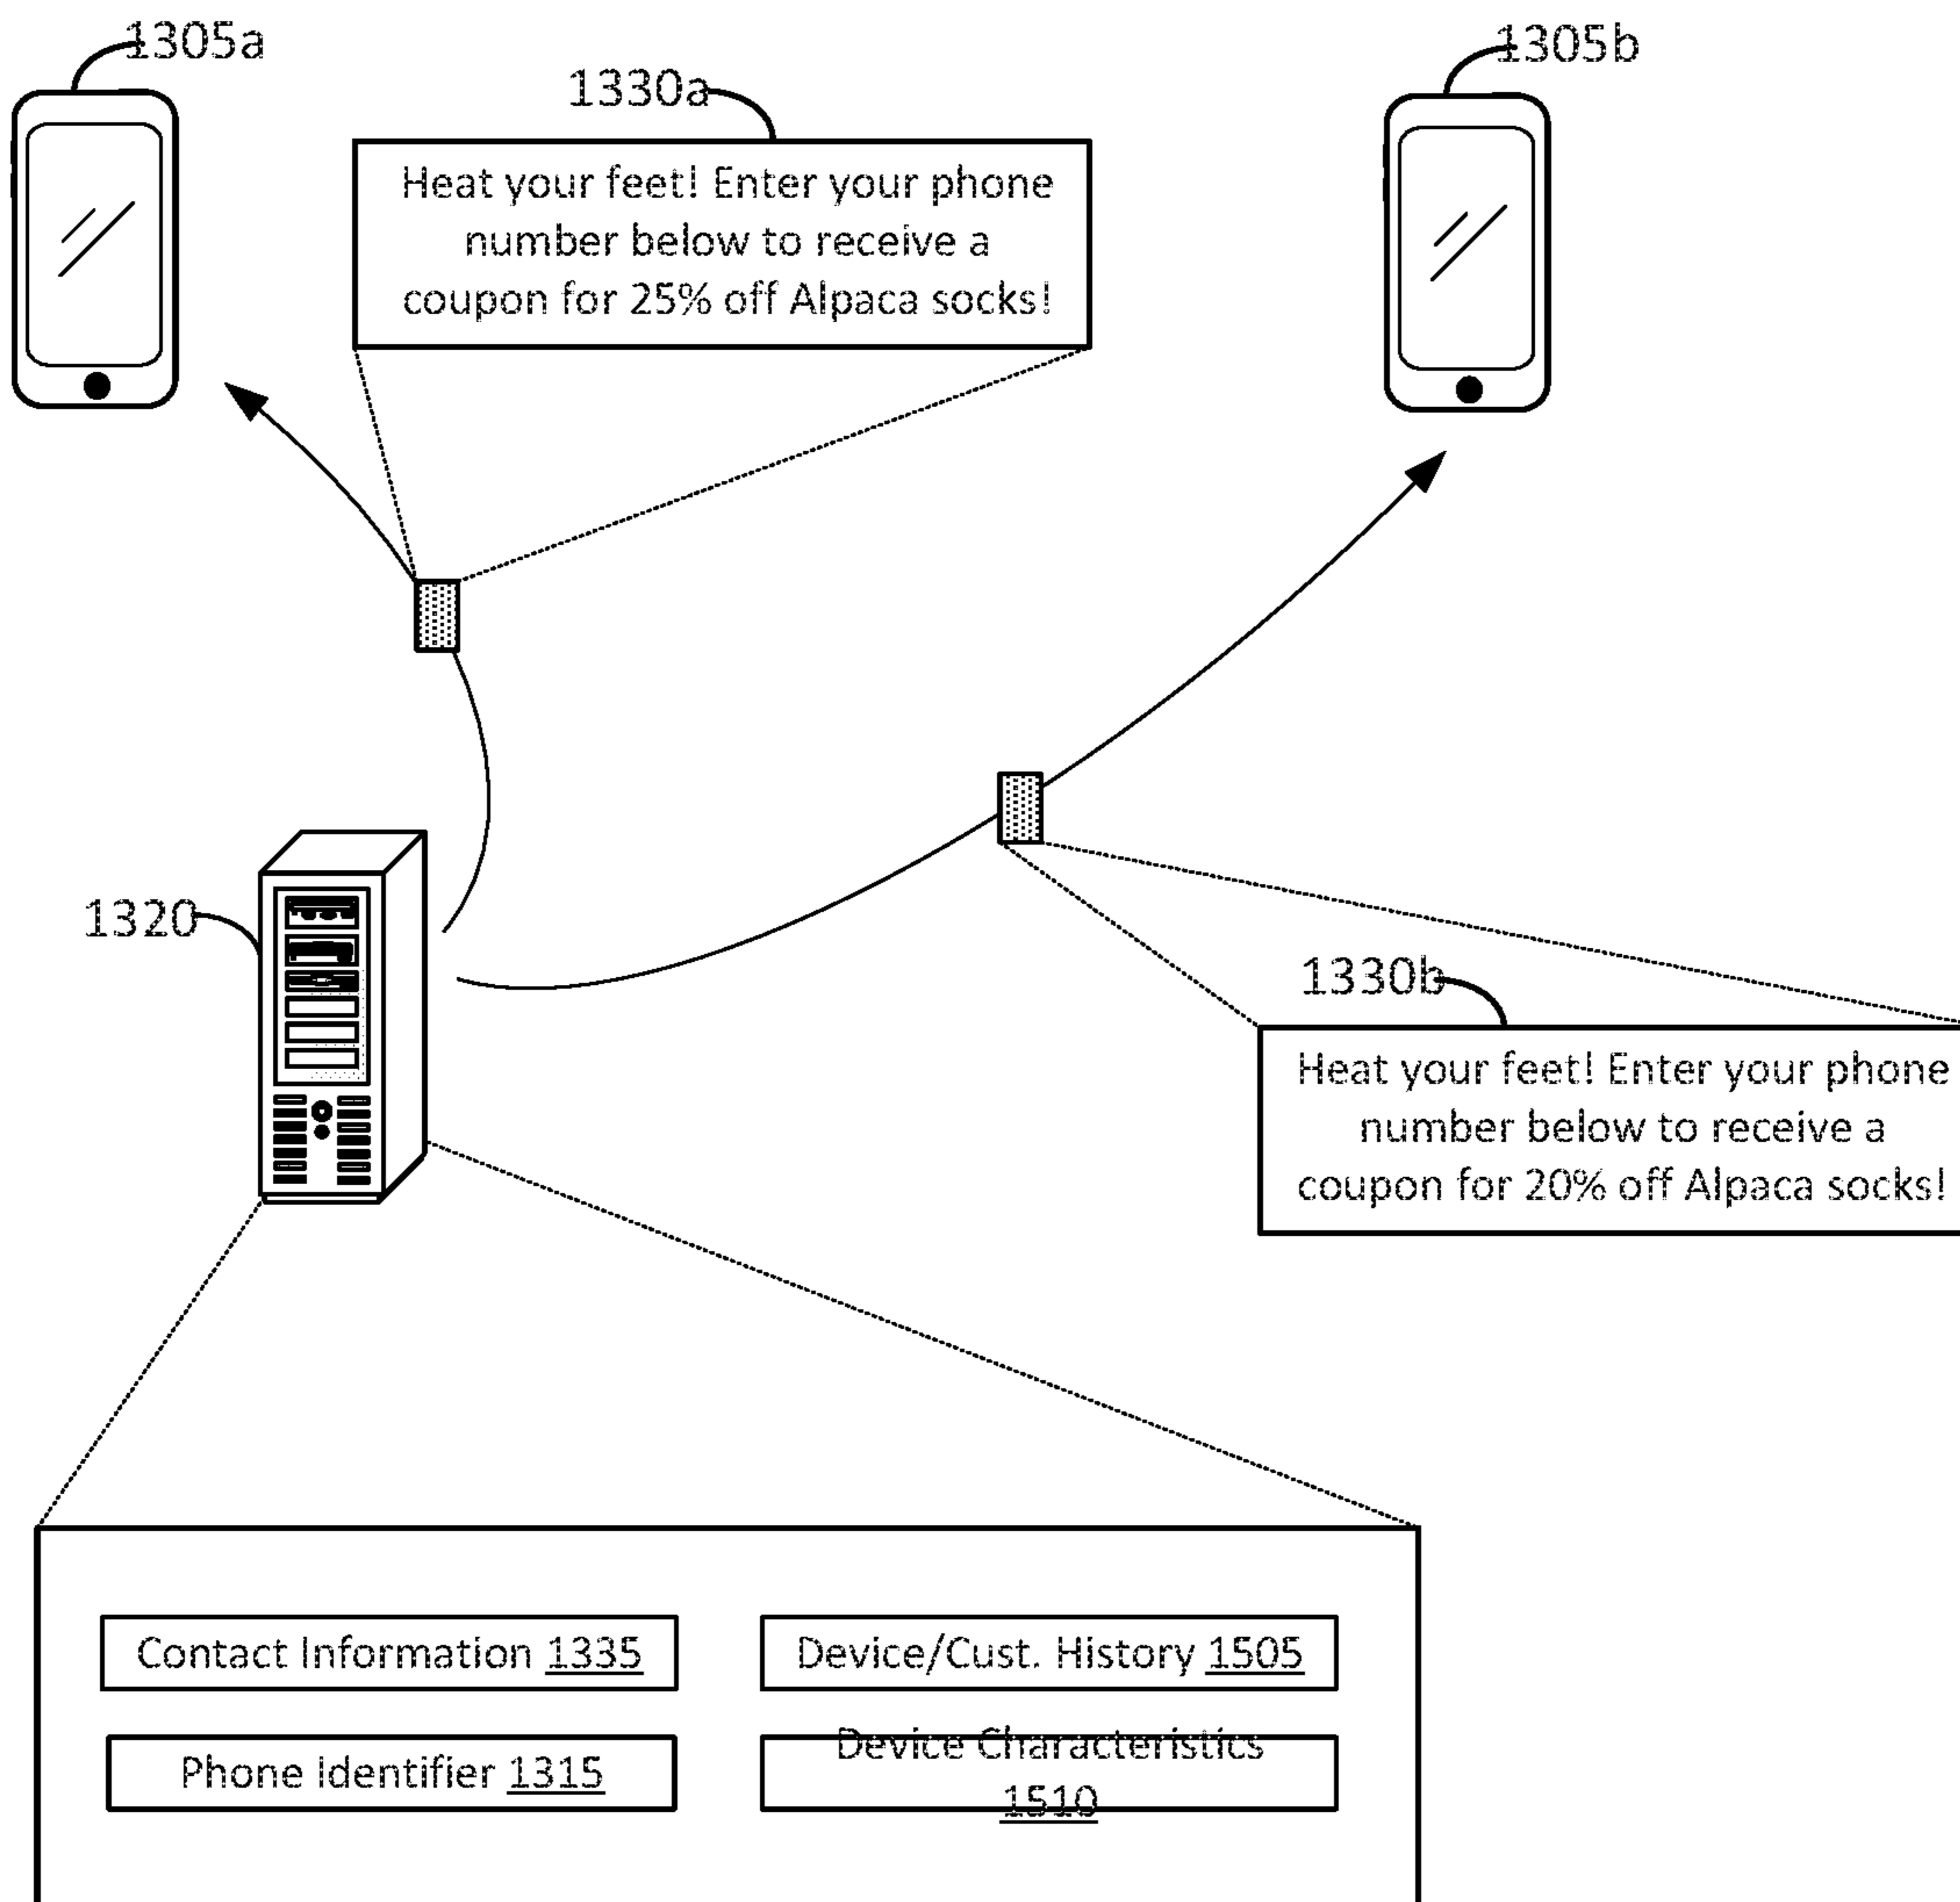 1305a
1305b
1330a
Heat your feet! Enter your phone
number below to receive a
coupon for 25% off Alpaca socks!
1320
1330b
Heat your feet! Enter your phone
number below to receive a
coupon for 20% off Alpaca socks!
Contact Information 1335
Device/Cust. History 1505
Phone Identifier 1315
Device Characteristics
1510